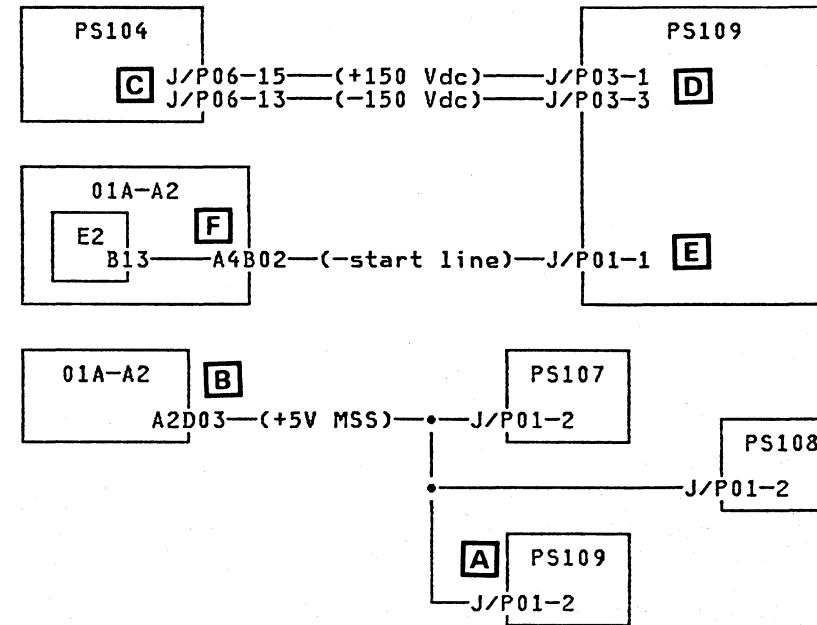 PS104 PS109
C J/P06-15—(+150 Vdc)—J/P03-1 D
J/P06-13—(-150 Vdc)—J/P03-3
01A-A2
E2 F
B13—A4B02—(-start line)—J/P01-1 E
01A-A2 B PS107
A2D03—(+5V MSS)—J/P01-2
PS108
J/P01-2
A PS109
J/P01-2